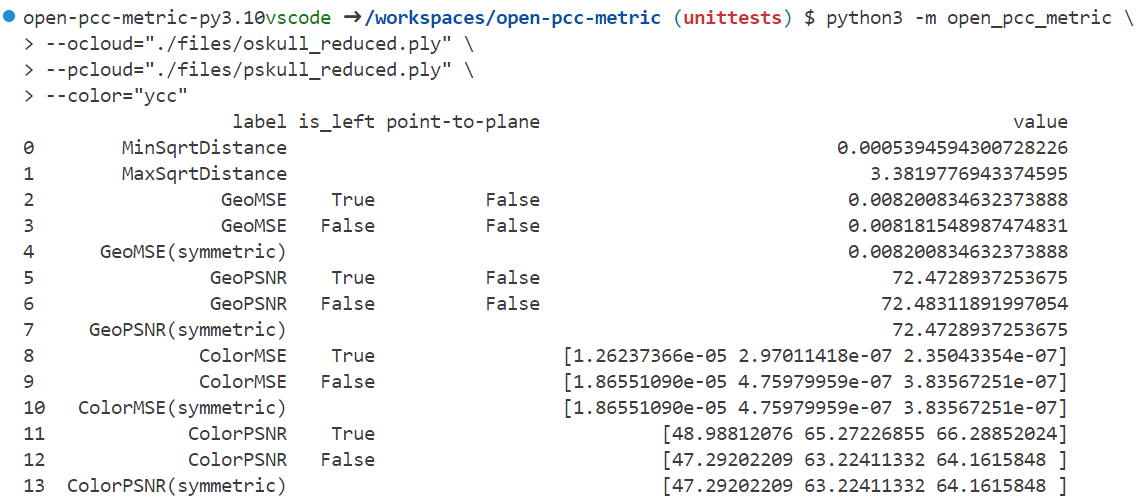 open-pcc-metric-py3.10vscode ➜/workspaces/open-pcc-metric (unittests) $ python3 -m open_pcc_metric \
> --ocloud="./files/oskull_reduced.ply" \
> --pcloud="./files/pskull_reduced.ply" \
> --color="ycc"
label is_left point-to-plane value
0 MinSqrtDistance 0.0005394594300728226
1 MaxSqrtDistance 3.3819776943374595
2 GeoMSE True False 0.008200834632373888
3 GeoMSE False False 0.008181548987474831
4 GeoMSE(symmetric) 0.008200834632373888
5 GeoPSNR True False 72.4728937253675
6 GeoPSNR False False 72.48311891997054
7 GeoPSNR(symmetric) 72.4728937253675
8 ColorMSE True [1.26237366e-05 2.97011418e-07 2.35043354e-07]
9 ColorMSE False [1.86551090e-05 4.75979959e-07 3.83567251e-07]
10 ColorMSE(symmetric) [1.86551090e-05 4.75979959e-07 3.83567251e-07]
11 ColorPSNR True [48.98812076 65.27226855 66.28852024]
12 ColorPSNR False [47.29202209 63.22411332 64.1615848 ]
13 ColorPSNR(symmetric) [47.29202209 63.22411332 64.1615848 ]